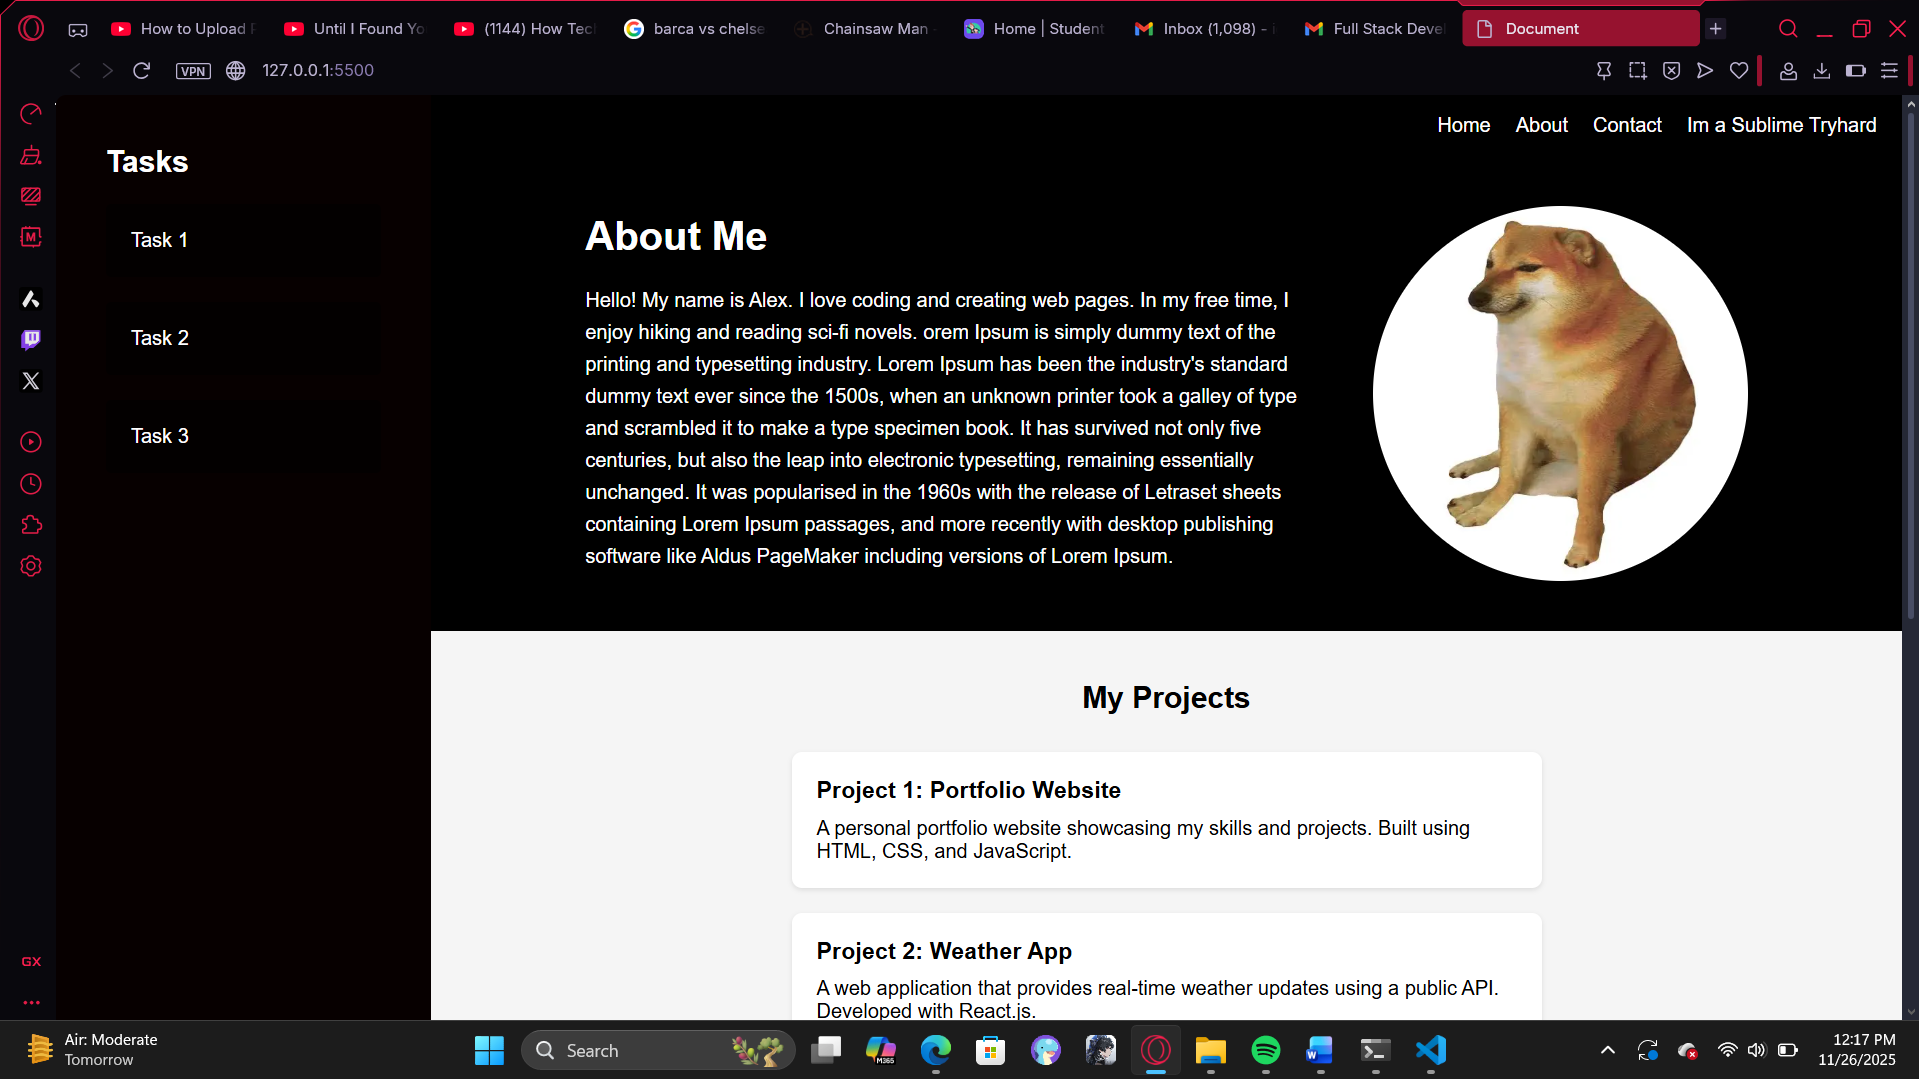 How to Upload
Until I Found Yo
(1144) How Tec
barca vs chelse
Chainsaw Man
Home | Student
Inbox (1,098) -
Full Stack Deve
Document
VPN
127.0.0.1:5500
Home About Contact Im a Sublime Tryhard
Tasks
Task 1
Task 2
Task 3
About Me
Hello! My name is Alex. I love coding and creating web pages. In my free time, I
enjoy hiking and reading sci-fi novels. orem Ipsum is simply dummy text of the
printing and typesetting industry. Lorem Ipsum has been the industry's standard
dummy text ever since the 1500s, when an unknown printer took a galley of type
and scrambled it to make a type specimen book. It has survived not only five
centuries, but also the leap into electronic typesetting, remaining essentially
unchanged. It was popularised in the 1960s with the release of Letraset sheets
containing Lorem Ipsum passages, and more recently with desktop publishing
software like Aldus PageMaker including versions of Lorem Ipsum.
My Projects
Project 1: Portfolio Website
A personal portfolio website showcasing my skills and projects. Built using
HTML, CSS, and JavaScript.
Project 2: Weather App
A web application that provides real-time weather updates using a public API.
Developed with React.js.
M
GX
Air: Moderate
Tomorrow
Search
M365
W
12:17 PM
11/26/2025